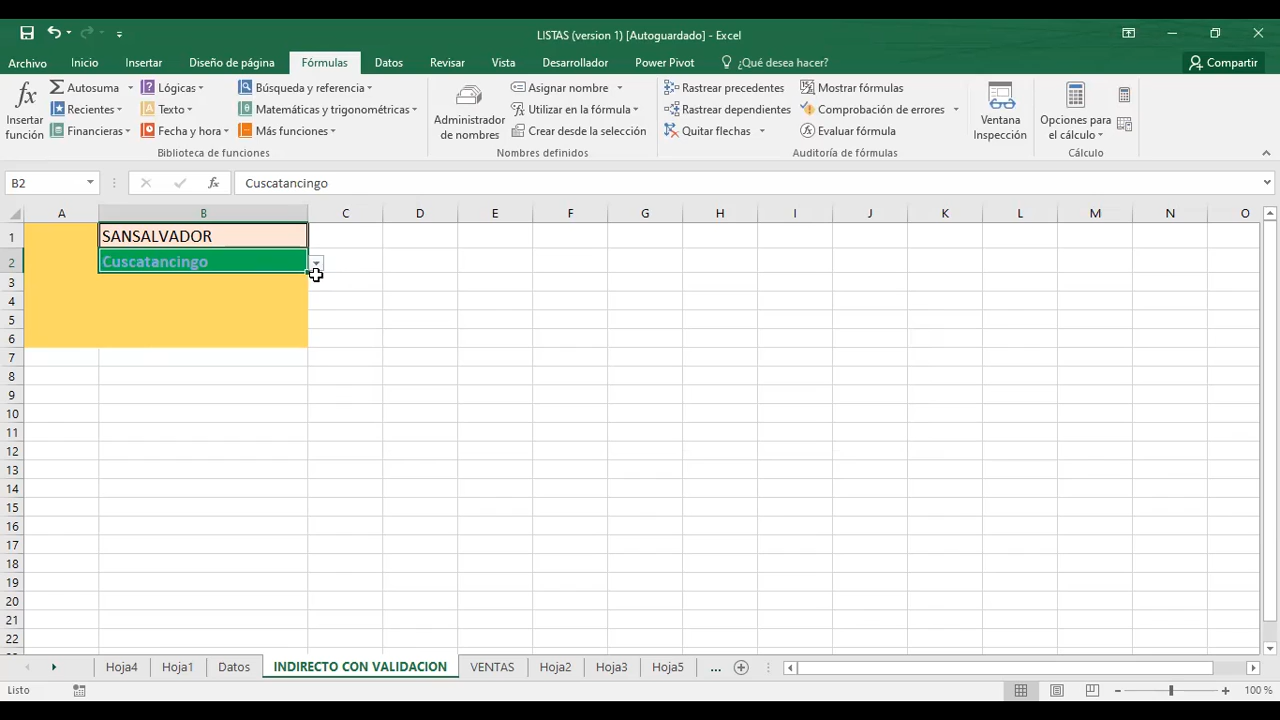 LISTAS (version 1) [Autoguardado] - Excel
Archivo Inicio Insertar Diseño de página Fórmulas Datos Revisar Vista Desarrollador Power Pivot ¿Qué desea hacer? Compartir
fx Insertar función
Autosuma Lógicas Búsqueda y referencia
Recientes Texto Matemáticas y trigonométricas
Financieras Fecha y hora Más funciones
Biblioteca de funciones
Administrador de nombres
Asignar nombre
Utilizar en la fórmula
Crear desde la selección
Nombres definidos
Rastrear precedentes Mostrar fórmulas
Rastrear dependientes Comprobación de errores
Quitar flechas Evaluar fórmula
Auditoría de fórmulas
Ventana Inspección
Opciones para el cálculo
Cálculo
B2 fx Cuscatancingo
A B C D E F G H I J K L M N O
1 SANSALVADOR
2 Cuscatancingo
3
4
5
6
7
8
9
10
11
12
13
14
15
16
17
18
19
20
21
22
Hoja4 Hoja1 Datos INDIRECTO CON VALIDACION VENTAS Hoja2 Hoja3 Hoja5 ...
Listo 100 %